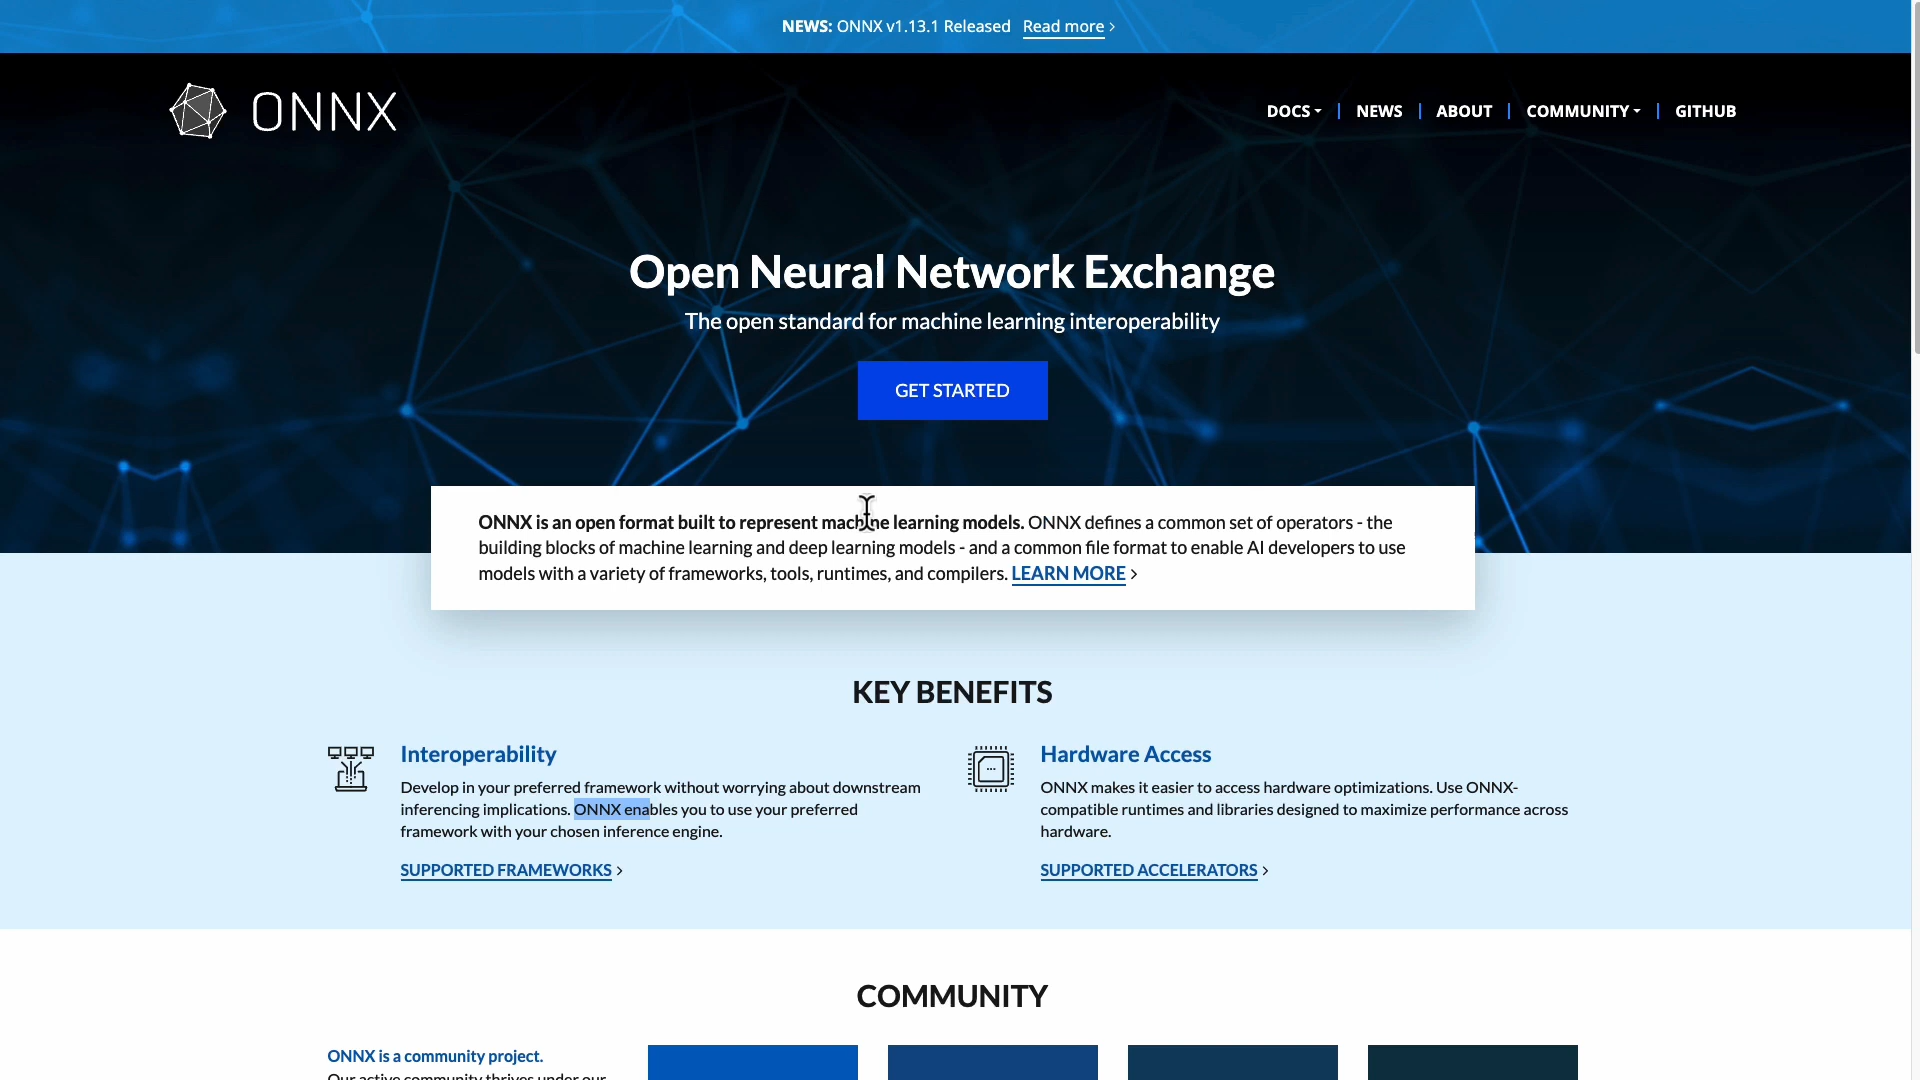 NEWS: ONNX v1.13.1 Released Read more >
ONNX
DOCS NEWS ABOUT COMMUNITY GITHUB
Open Neural Network Exchange
The open standard for machine learning interoperability
GET STARTED
ONNX is an open format built to represent machine learning models. ONNX defines a common set of operators - the
building blocks of machine learning and deep learning models - and a common file format to enable AI developers to use
models with a variety of frameworks, tools, runtimes, and compilers. LEARN MORE >
KEY BENEFITS
Interoperability
Develop in your preferred framework without worrying about downstream
inferencing implications. ONNX enables you to use your preferred
framework with your chosen inference engine.
SUPPORTED FRAMEWORKS >
Hardware Access
ONNX makes it easier to access hardware optimizations. Use ONNX-
compatible runtimes and libraries designed to maximize performance across
hardware.
SUPPORTED ACCELERATORS >
COMMUNITY
ONNX is a community project.
Our active community thrives under our